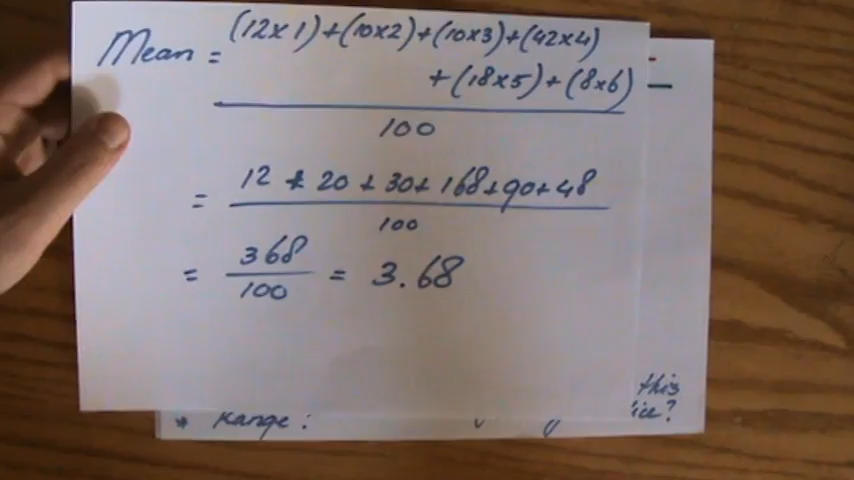 Mean = (12x1)+(10x2)+(10x3)+(42x4)
+(18x5)+(8x6)
100
= 12 + 20 + 30 + 168 + 90 + 48
100
= 368
100
= 3.68
this
* Range: ice?